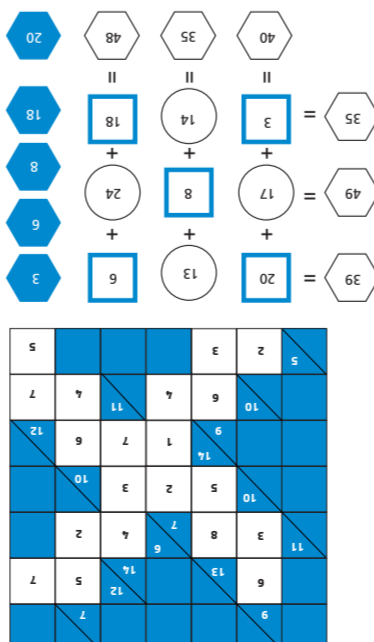 9 7
6 13 12 14 5 7
11 3 8 6 7 4 2
10 5 2 3 10
9 14 1 7 6 12
10 6 4 11 4 7
5 2 3 5
39 = 20 13 6 3
+ + +
6
49 = 17 8 24
8
+ + +
35 = 3 14 18 18
= = =
40 35 48 20